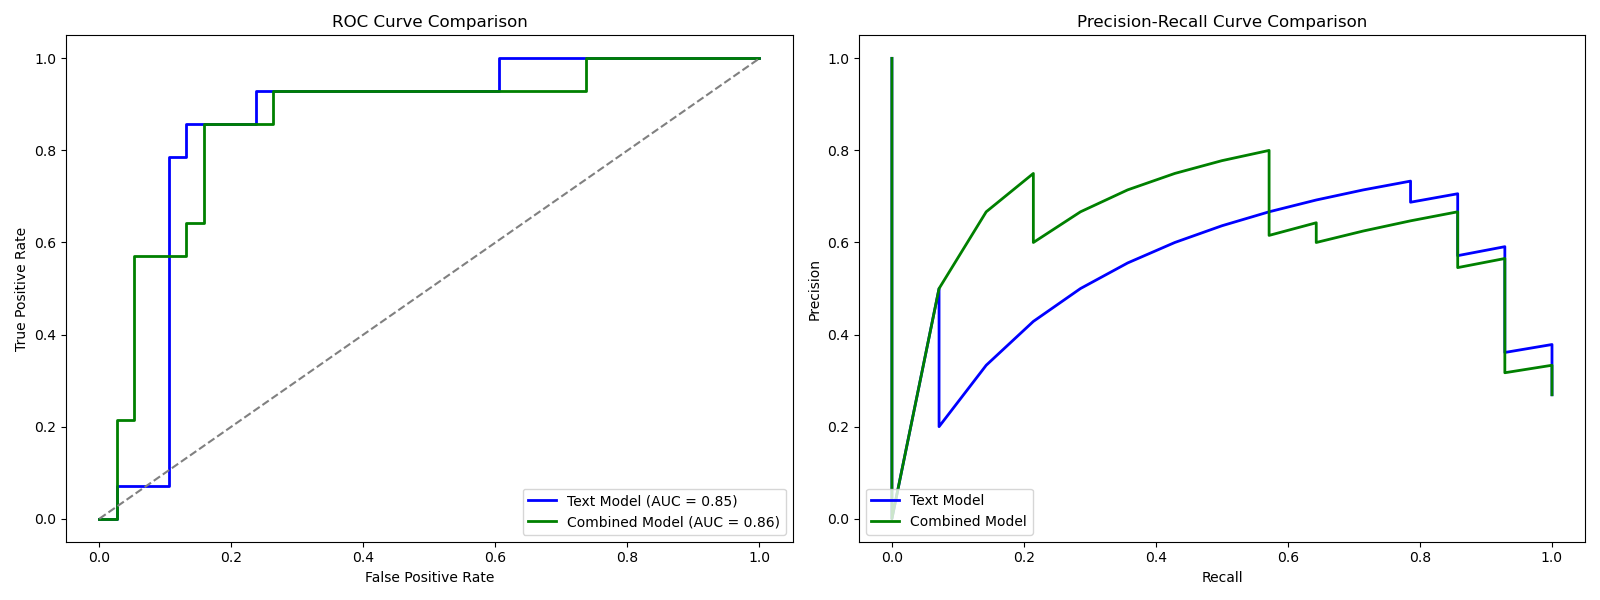 ROC Curve Comparison
True Positive Rate
1.0
0.8
0.6
0.4
0.2
0.0
Text Model (AUC = 0.85)
Combined Model (AUC = 0.86)
0.0 0.2 0.4 0.6 0.8 1.0
False Positive Rate
Precision-Recall Curve Comparison
Precision
1.0
0.8
0.6
0.4
0.2
0.0
Text Model
Combined Model
0.0 0.2 0.4 0.6 0.8 1.0
Recall